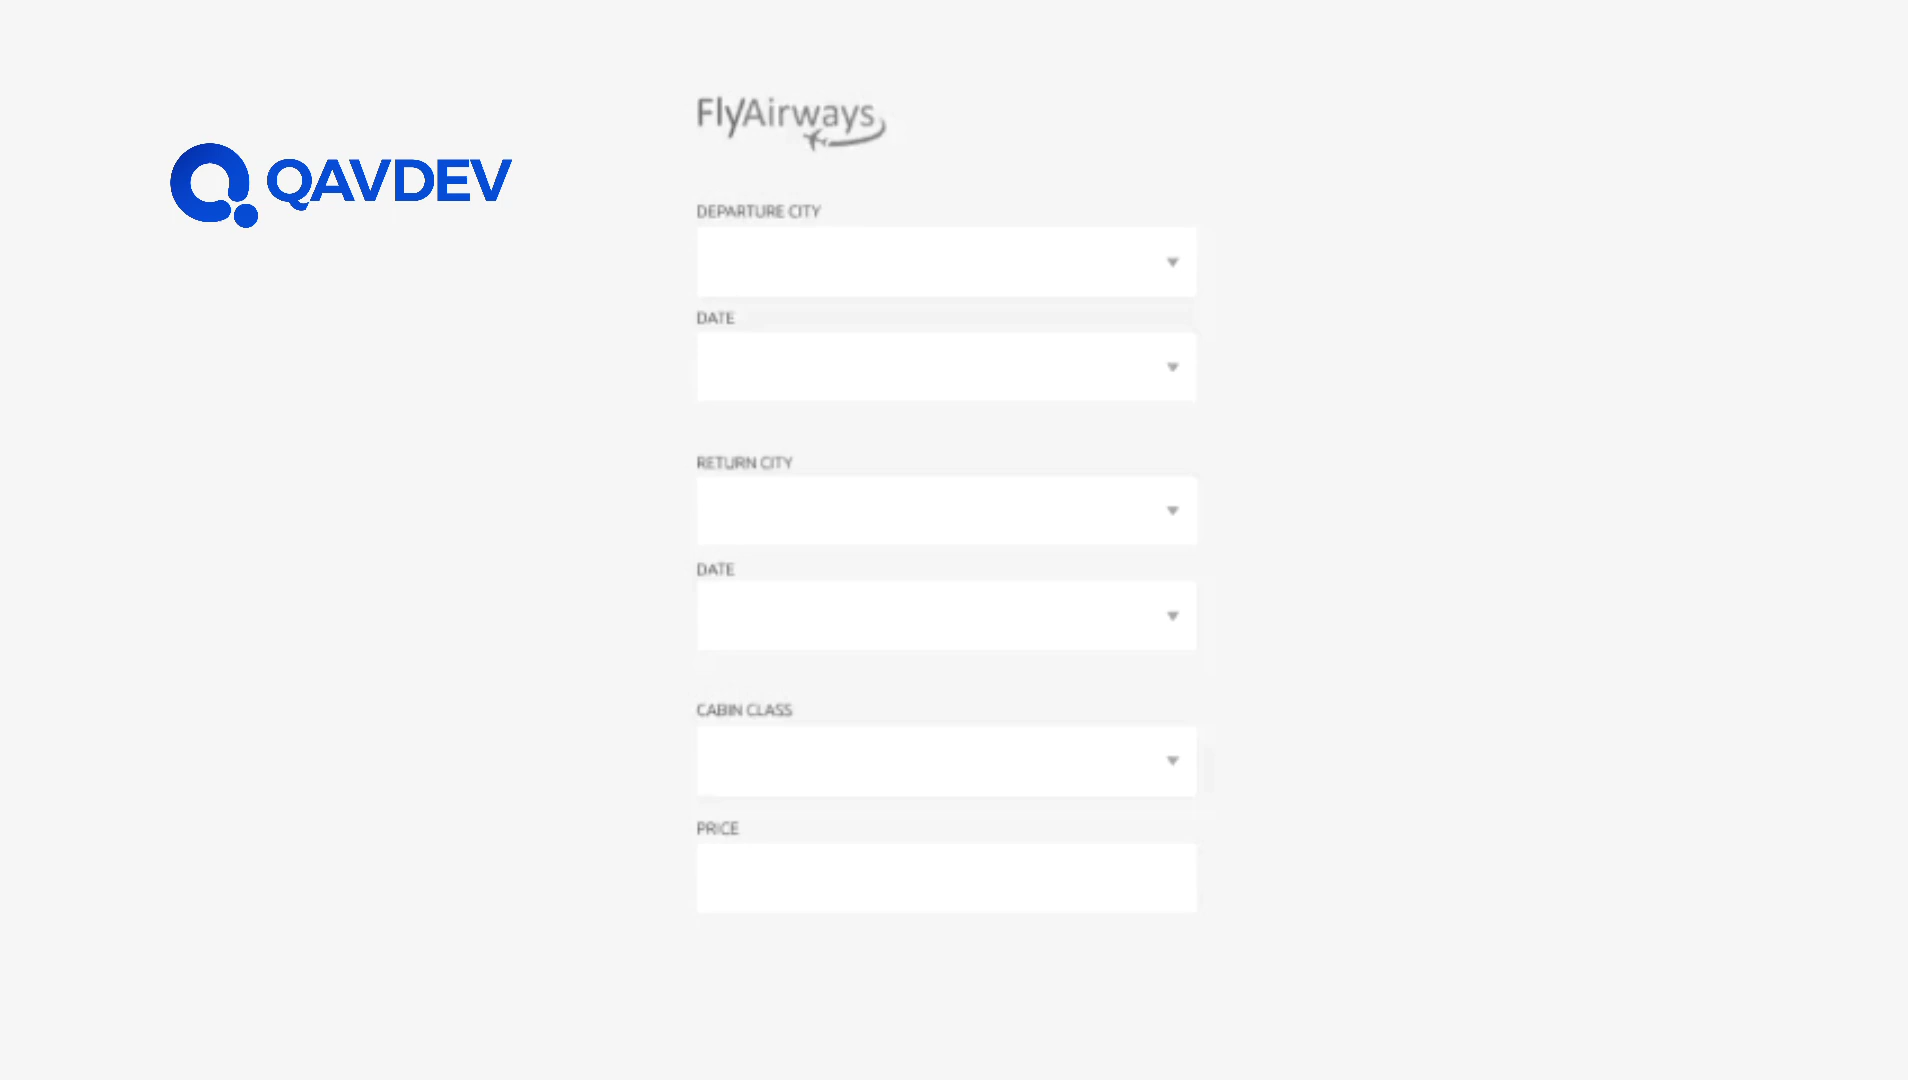 FlyAirways
QAVDEV
DEPARTURE CITY
DATE
RETURN CITY
DATE
CABIN CLASS
PRICE